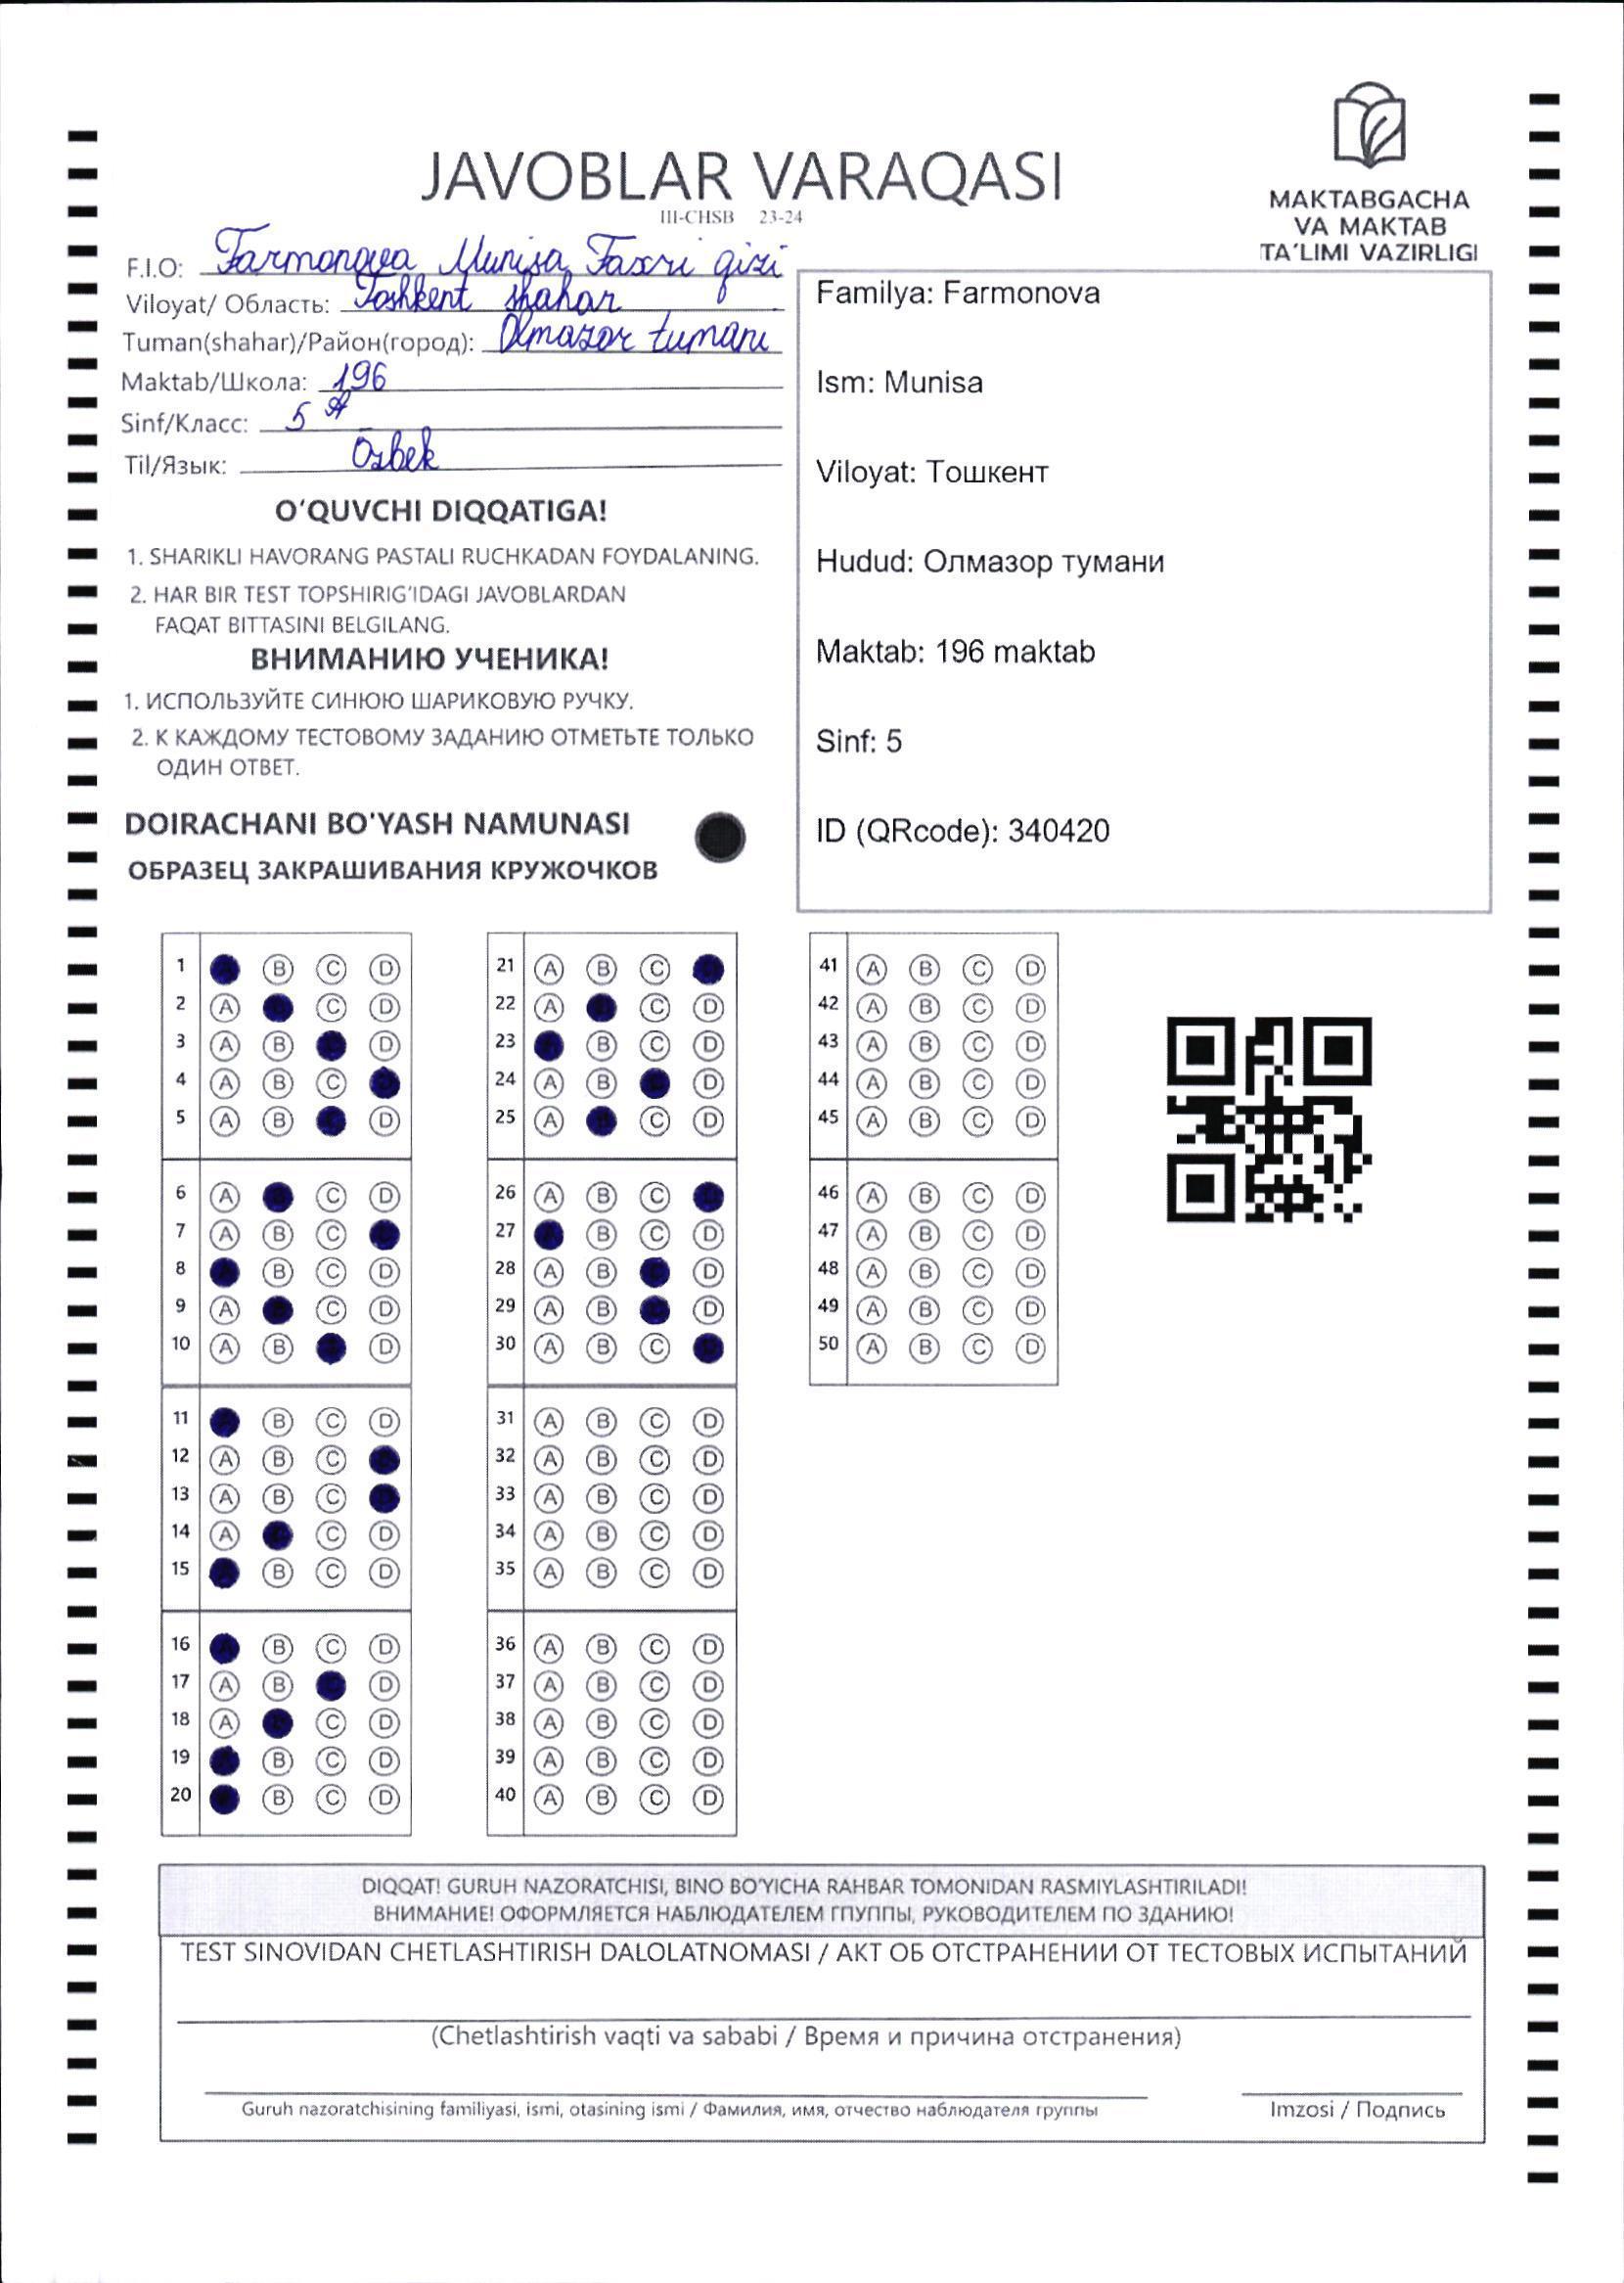 JAVOBLAR VARAQASI
III-CHSB 23-24
MAKTABGACHA
VA MAKTAB
TA'LIMI VAZIRLIGI
F.I.O: Farmonova Munisa Faxri qizi
Viloyat/ Область: Toshkent shahar
Tuman(shahar)/Район(город): Olmazor tumani
Maktab/Школа: 196
Sinf/Класс: 5 A
Til/Язык: Ozbek
O'QUVCHI DIQQATIGA!
1. SHARIKLI HAVORANG PASTALI RUCHKADAN FOYDALANING.
2. HAR BIR TEST TOPSHIRIG'IDAGI JAVOBLARDAN
FAQAT BITTASINI BELGILANG.
ВНИМАНИЮ УЧЕНИКА!
1. ИСПОЛЬЗУЙТЕ СИНЮЮ ШАРИКОВУЮ РУЧКУ.
2. К КАЖДОМУ ТЕСТОВОМУ ЗАДАНИЮ ОТМЕТЬТЕ ТОЛЬКО
ОДИН ОТВЕТ.
DOIRACHANI BO'YASH NAMUNASI
ОБРАЗЕЦ ЗАКРАШИВАНИЯ КРУЖОЧКОВ
Familya: Farmonova
Ism: Munisa
Viloyat: Тошкент
Hudud: Олмазор тумани
Maktab: 196 maktab
Sinf: 5
ID (QRcode): 340420
1 B C D
2 A C D
3 A B D
4 A B C
5 A B D
6 A C D
7 A B C
8 B C D
9 A C D
10 A B D
11 B C D
12 A B C
13 A B C
14 A C D
15 B C D
16 B C D
17 A B D
18 A C D
19 B C D
20 B C D
21 A B C
22 A C D
23 B C D
24 A B D
25 A C D
26 A B C
27 B C D
28 A B D
29 A B D
30 A B C
31 A B C D
32 A B C D
33 A B C D
34 A B C D
35 A B C D
36 A B C D
37 A B C D
38 A B C D
39 A B C D
40 A B C D
41 A B C D
42 A B C D
43 A B C D
44 A B C D
45 A B C D
46 A B C D
47 A B C D
48 A B C D
49 A B C D
50 A B C D
DIQQAT! GURUH NAZORATCHISI, BINO BO'YICHA RAHBAR TOMONIDAN RASMIYLASHTIRILADI!
ВНИМАНИЕ! ОФОРМЛЯЕТСЯ НАБЛЮДАТЕЛЕМ ГПУППЫ, РУКОВОДИТЕЛЕМ ПО ЗДАНИЮ!
TEST SINOVIDAN CHETLASHTIRISH DALOLATNOMASI / АКТ ОБ ОТСТРАНЕНИИ ОТ ТЕСТОВЫХ ИСПЫТАНИЙ
(Chetlashtirish vaqti va sababi / Время и причина отстранения)
Guruh nazoratchisining familiyasi, ismi, otasining ismi / Фамилия, имя, отчество наблюдателя группы
Imzosi / Подпись